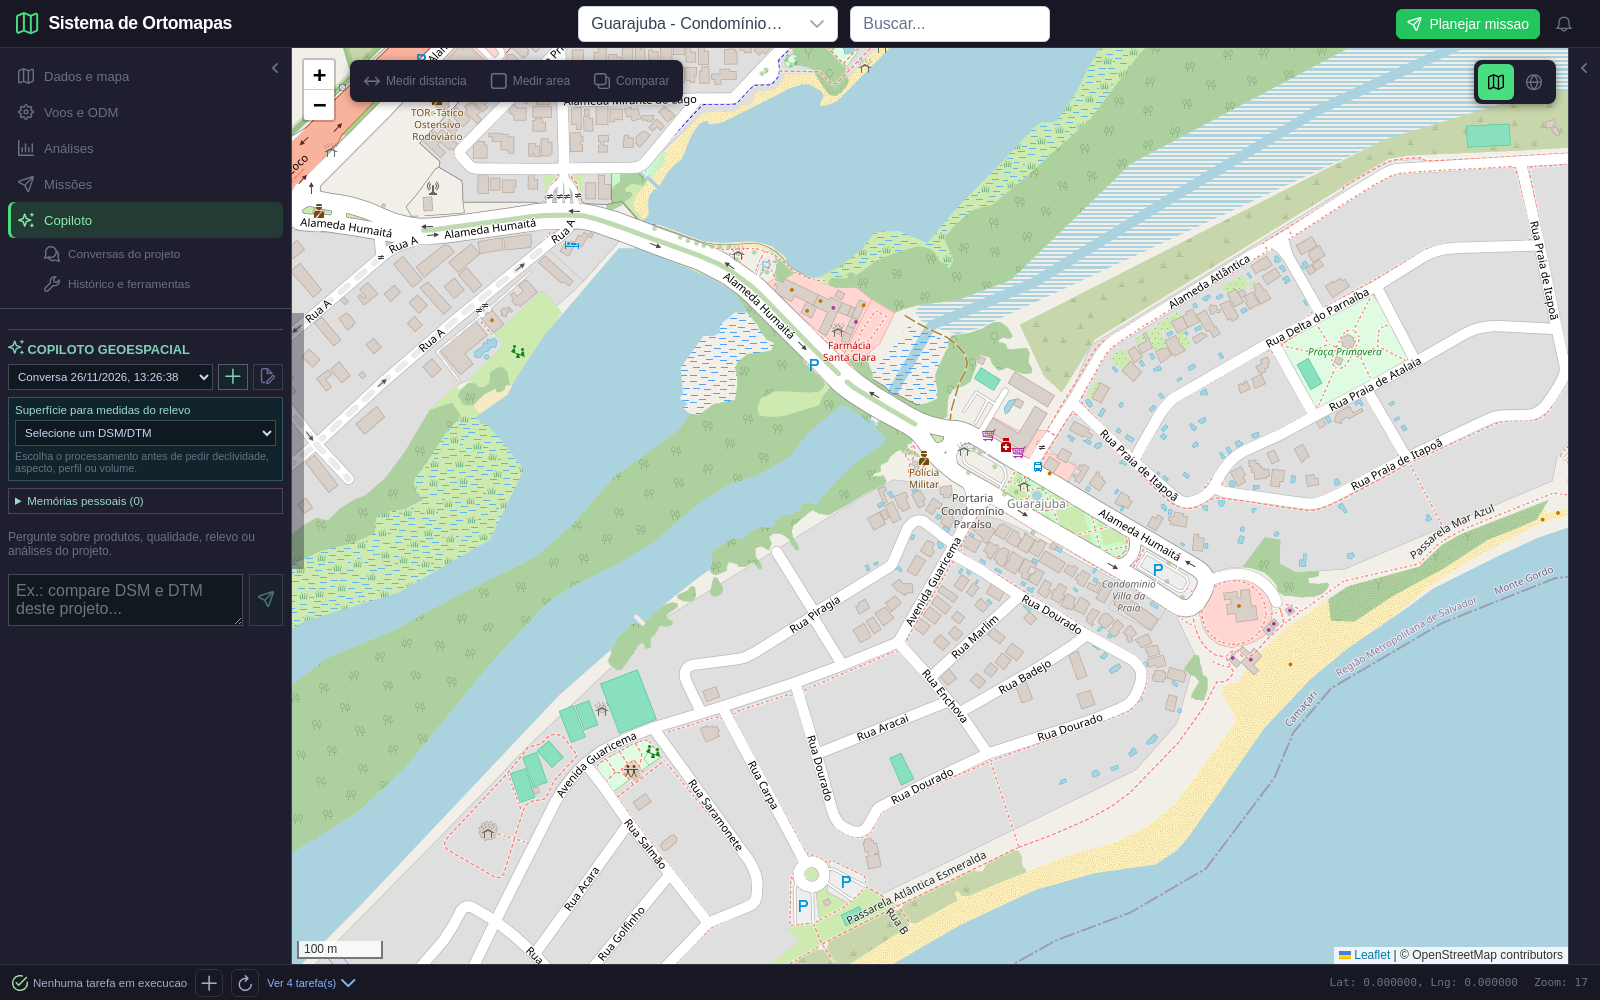 Sistema de Ortomapas
Guarajuba - Condomínio…
Buscar...
Planejar missao
Dados e mapa
Voos e ODM
Análises
Missões
Copiloto
Conversas do projeto
Histórico e ferramentas
COPILOTO GEOESPACIAL
Conversa 26/11/2026, 13:26:38
Superfície para medidas do relevo
Selecione um DSM/DTM
Escolha o processamento antes de pedir declividade,
aspecto, perfil ou volume.
Memórias pessoais (0)
Pergunte sobre produtos, qualidade, relevo ou
análises do projeto.
Ex.: compare DSM e DTM
deste projeto...
+
−
Medir distancia
Medir area
Comparar
TOR -Tático
Ostensivo
Rodoviário
Alameda Humaitá
Alameda Humaitá
Rua A
Rua A
Rua A
Rua A
Alameda Humaitá
Farmácia
Santa Clara
P
Polícia
Militar
Portaria
Condomínio
Paraíso
Guarajuba
Alameda Humaitá
P
Condomínio
Villa da
Praia
Alameda Atlântica
Rua Delta do Parnaíba
Praça Primavera
Rua Praia de Atalaia
Rua Praia de Itapoã
Rua Praia de Itapoã
Rua Praia de Itapoã
Passarela Mar Azul
Monte Gordo
Região Metropolitana de Salvador
Camaçari
Avenida Guaricema
Rua Piragia
Rua Dourado
Rua Marlim
Rua Badejo
Rua Enchova
Rua Aracai
Rua Dourado
Rua Dourado
Rua Dourado
Avenida Guaricema
Rua Carpa
Rua Saramonete
Rua Salmão
Rua Acara
Rua Golfinho
Rua
P
P
Passarela Atlântica Esmeralda
Rua B
100 m
Leaflet | © OpenStreetMap contributors
Nenhuma tarefa em execucao
Ver 4 tarefa(s)
Lat: 0.000000, Lng: 0.000000
Zoom: 17